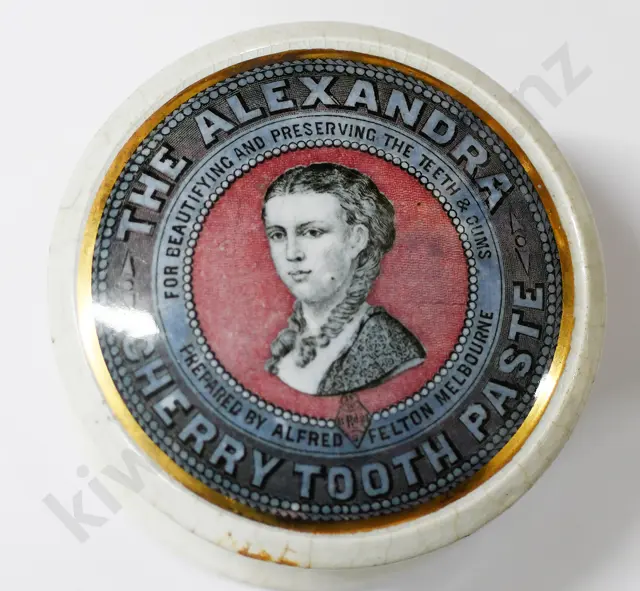 THE ALEXANDRA
CHERRY TOOTH PASTE
FOR BEAUTIFYING AND PRESERVING THE TEETH & GUMS
PREPARED BY ALFRED FELTON MELBOURNE